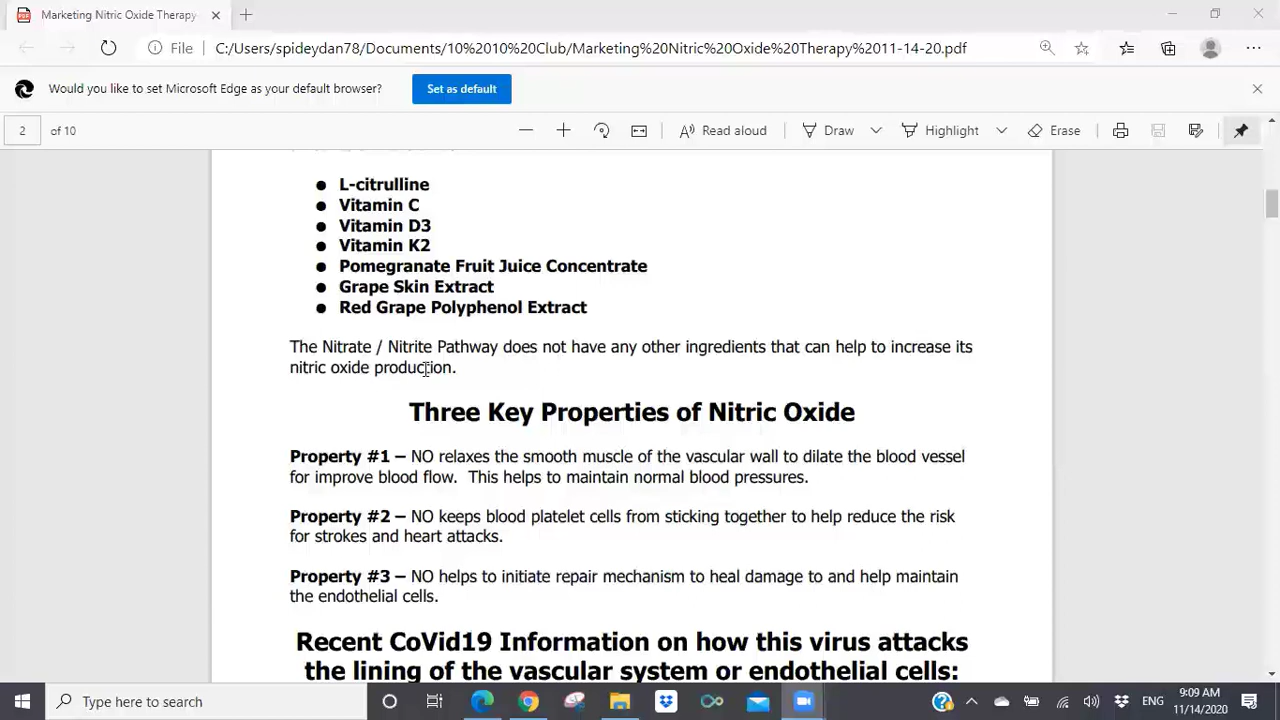 Marketing Nitric Oxide Therapy
File
C:/Users/spideydan78/Documents/10%2010%20Club/Marketing%20Nitric%20Oxide%20Therapy%2011-14-20.pdf
Would you like to set Microsoft Edge as your default browser?
Set as default
2 of 10
Read aloud
Draw
Highlight
Erase
● L-citrulline
● Vitamin C
● Vitamin D3
● Vitamin K2
● Pomegranate Fruit Juice Concentrate
● Grape Skin Extract
● Red Grape Polyphenol Extract
The Nitrate / Nitrite Pathway does not have any other ingredients that can help to increase its
nitric oxide production.
Three Key Properties of Nitric Oxide
Property #1 – NO relaxes the smooth muscle of the vascular wall to dilate the blood vessel
for improve blood flow. This helps to maintain normal blood pressures.
Property #2 – NO keeps blood platelet cells from sticking together to help reduce the risk
for strokes and heart attacks.
Property #3 – NO helps to initiate repair mechanism to heal damage to and help maintain
the endothelial cells.
Recent CoVid19 Information on how this virus attacks
the lining of the vascular system or endothelial cells:
Type here to search
ENG
9:09 AM
11/14/2020